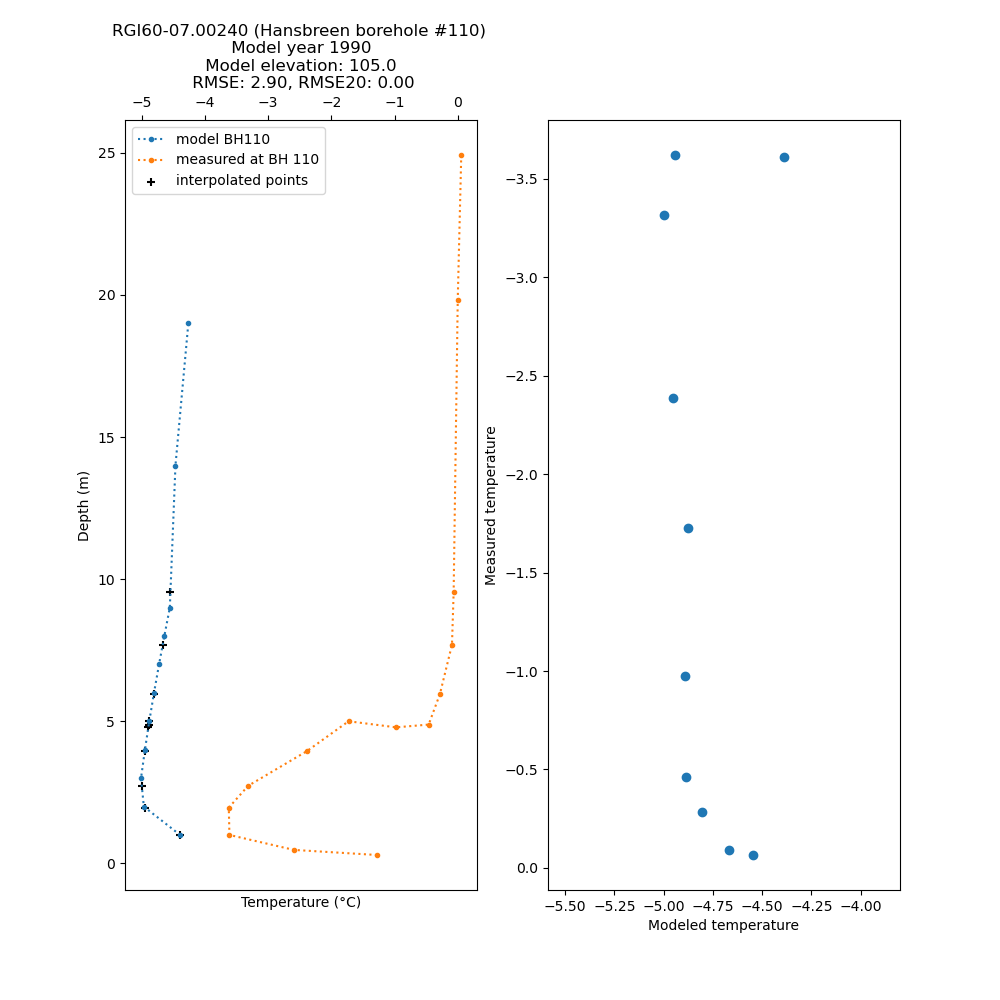 RGI60-07.00240 (Hansbreen borehole #110)
Model year 1990
Model elevation: 105.0
RMSE: 2.90, RMSE20: 0.00
−5 −4 −3 −2 −1 0
model BH110
measured at BH 110
interpolated points
25
20
15
10
5
0
Depth (m)
Temperature (°C)
−3.5
−3.0
−2.5
−2.0
−1.5
−1.0
−0.5
0.0
Measured temperature
−5.50 −5.25 −5.00 −4.75 −4.50 −4.25 −4.00
Modeled temperature